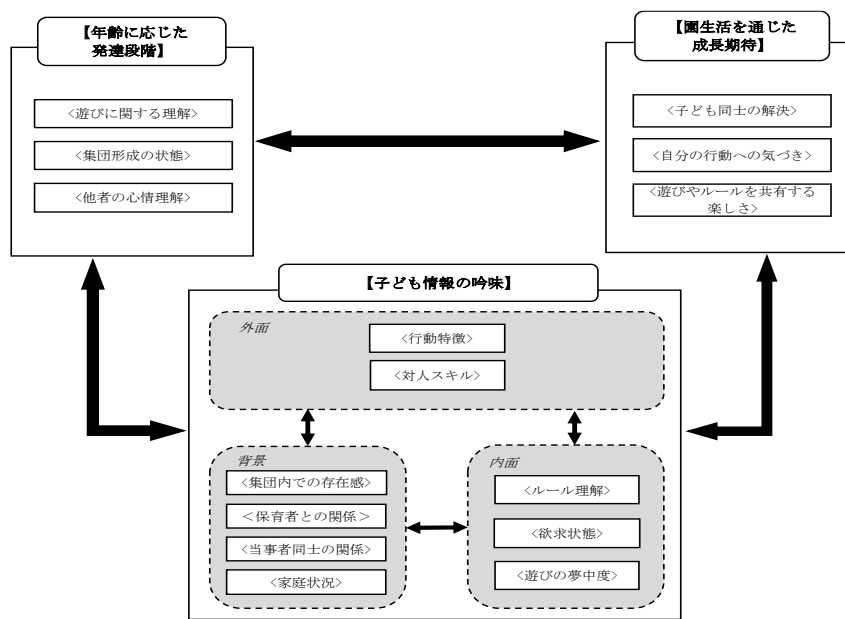 【年齢に応じた
発達段階】
<遊びに関する理解>
<集団形成の状態>
<他者の心情理解>
【園生活を通じた
成長期待】
<子ども同士の解決>
<自分の行動への気づき>
<遊びやルールを共有する
楽しさ>
【子ども情報の吟味】
外面
<行動特徴>
<対人スキル>
背景
<集団内での存在感>
<保育者との関係>
<当事者同士の関係>
<家庭状況>
内面
<ルール理解>
<欲求状態>
<遊びの夢中度>